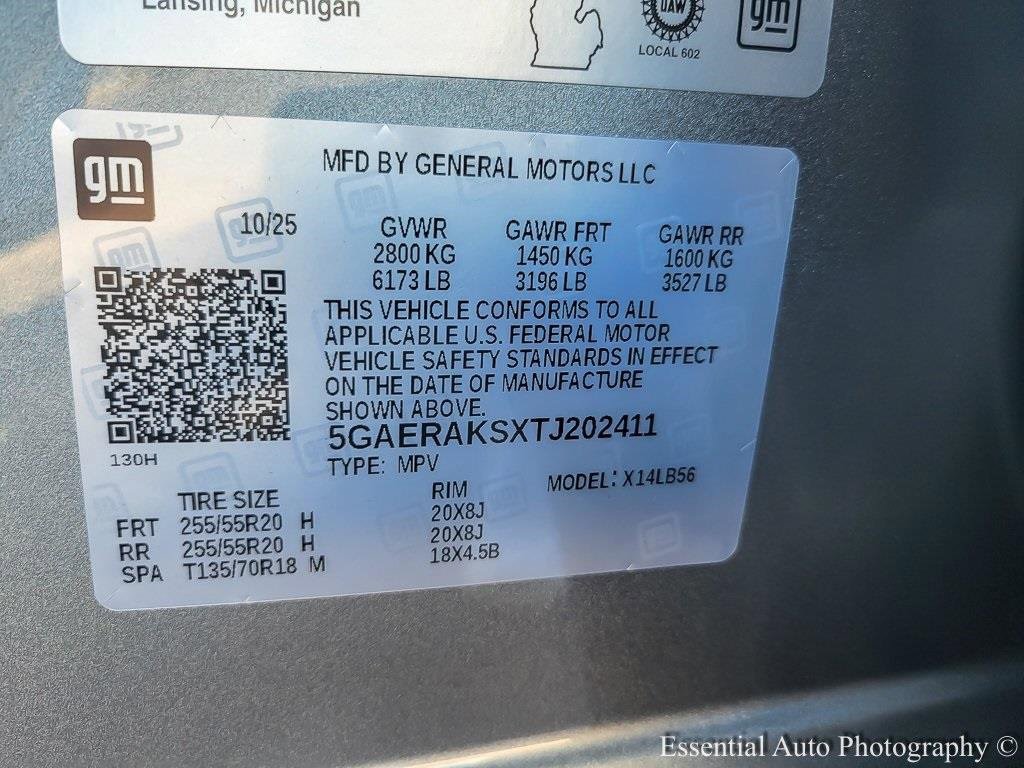 Lansing, Michigan
UAW
LOCAL 602
gm
gm
MFD BY GENERAL MOTORS LLC
10/25
GVWR GAWR FRT GAWR RR
2800 KG 1450 KG 1600 KG
6173 LB 3196 LB 3527 LB
THIS VEHICLE CONFORMS TO ALL
APPLICABLE U.S. FEDERAL MOTOR
VEHICLE SAFETY STANDARDS IN EFFECT
ON THE DATE OF MANUFACTURE
SHOWN ABOVE.
5GAERAKSXTJ202411
130H
TYPE: MPV MODEL: X14LB56
TIRE SIZE RIM
FRT 255/55R20 H 20X8J
RR 255/55R20 H 20X8J
SPA T135/70R18 M 18X4.5B
Essential Auto Photography ©